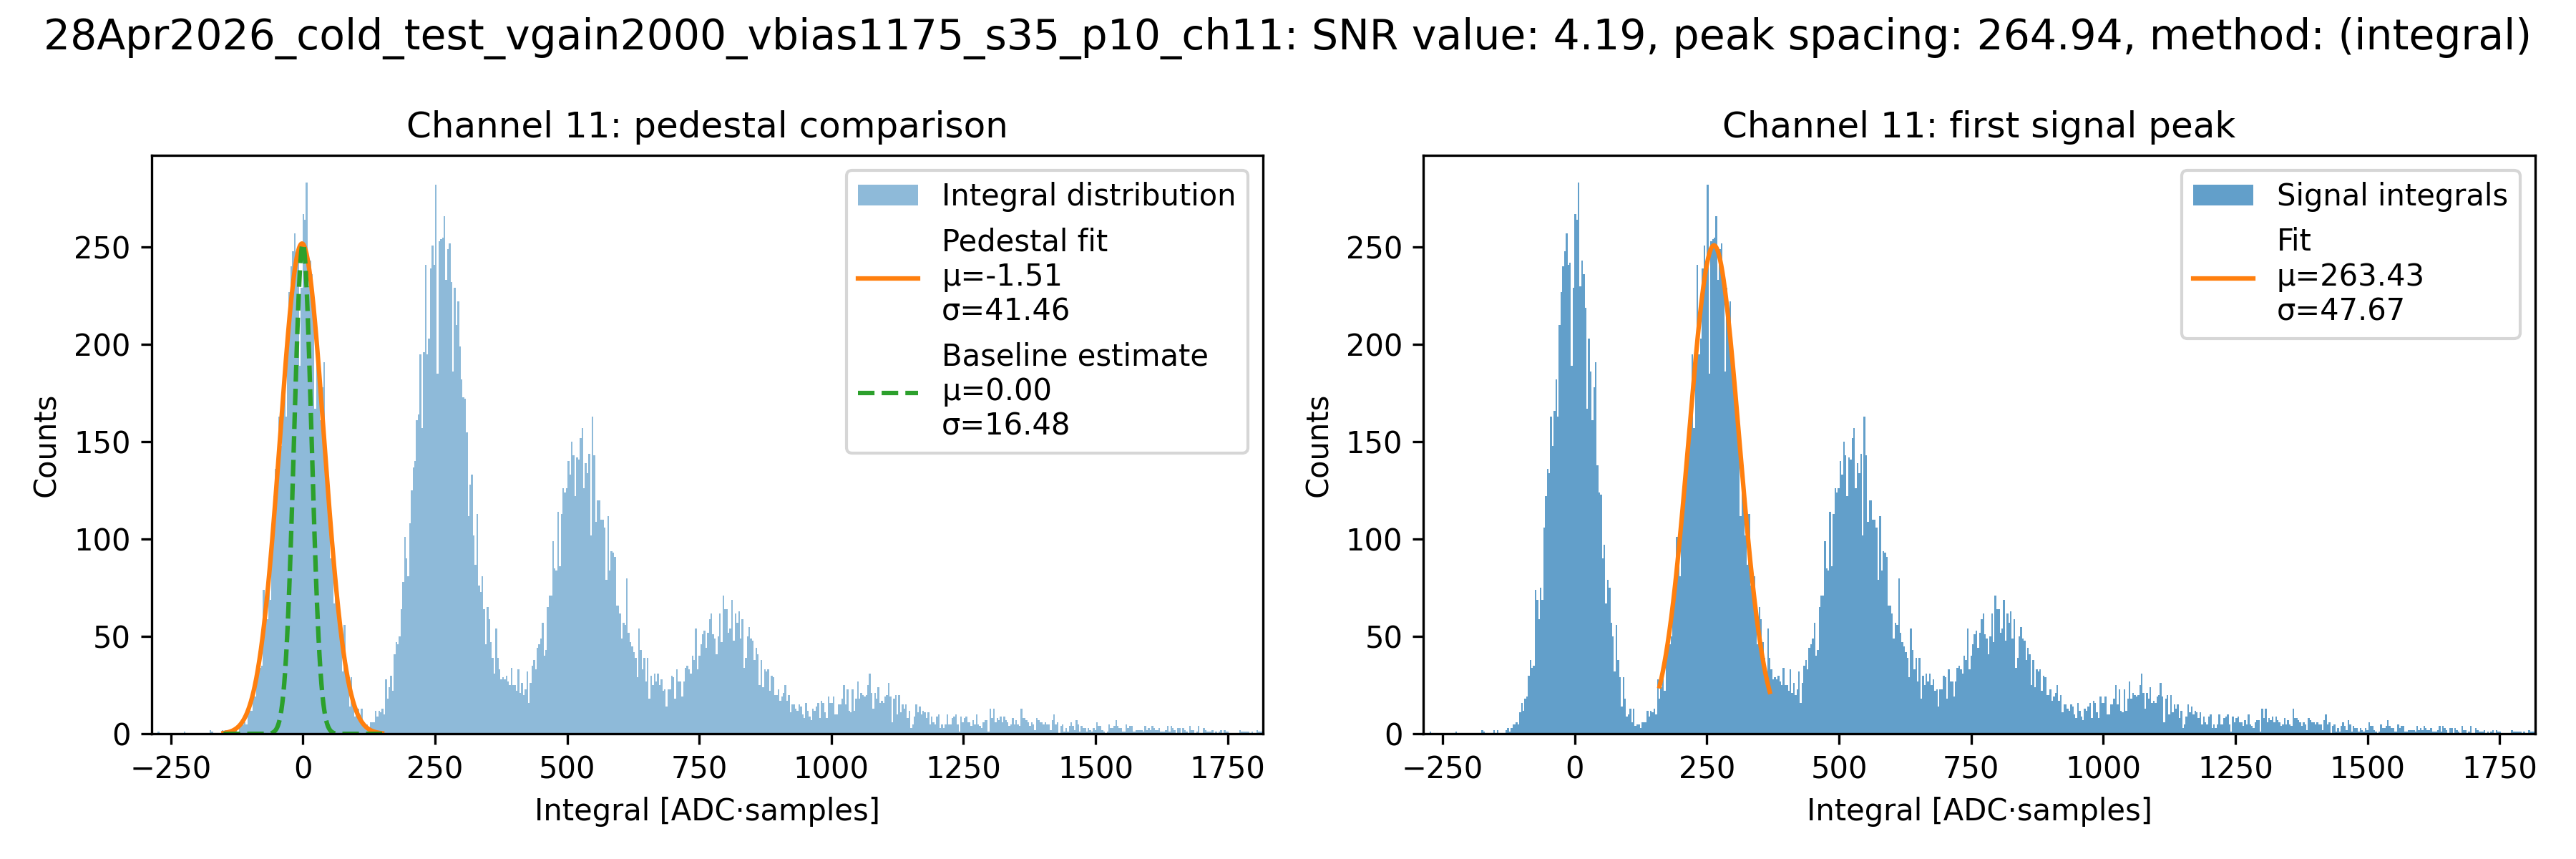 28Apr2026_cold_test_vgain2000_vbias1175_s35_p10_ch11: SNR value: 4.19, peak spacing: 264.94, method: (integral)
Channel 11: pedestal comparison
Counts
250
200
150
100
50
0
−250
0
250
500
750
1000
1250
1500
1750
Integral [ADC·samples]
Integral distribution
Pedestal fit
μ=-1.51
σ=41.46
Baseline estimate
μ=0.00
σ=16.48
Channel 11: first signal peak
Counts
250
200
150
100
50
0
−250
0
250
500
750
1000
1250
1500
1750
Integral [ADC·samples]
Signal integrals
Fit
μ=263.43
σ=47.67